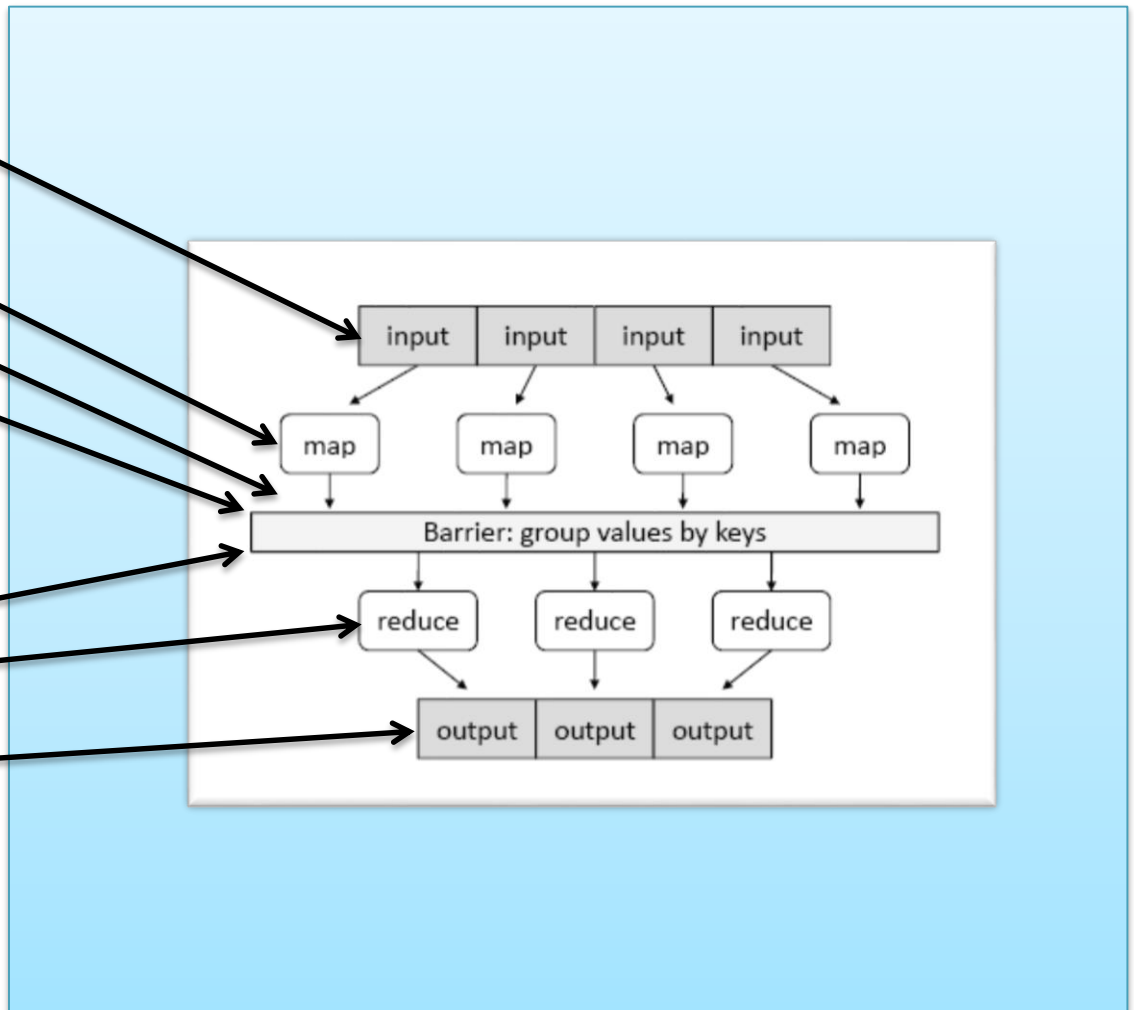 input input input input
map map map map
Barrier: group values by keys
reduce reduce reduce
output output output